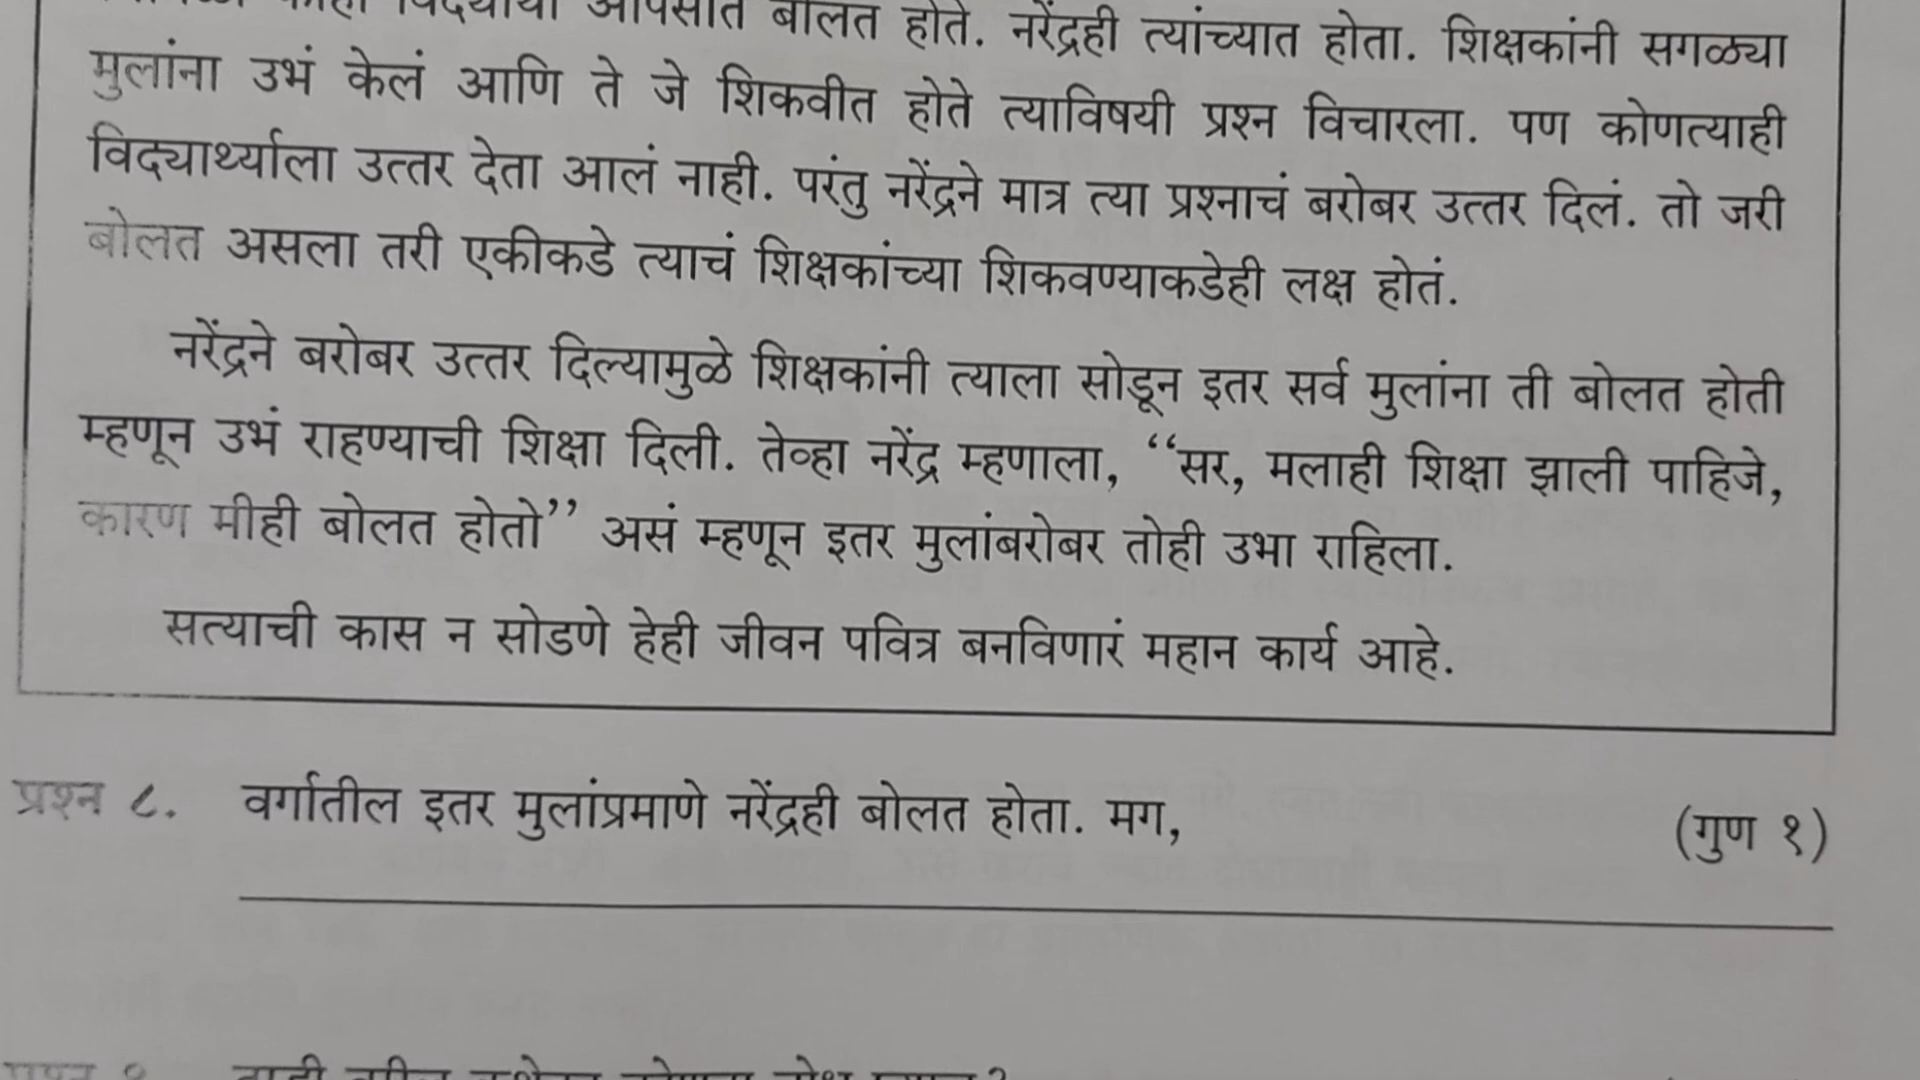 काही विद्यार्थी आपसात बोलत होते. नरेंद्रही त्यांच्यात होता. शिक्षकांनी सगळ्या
मुलांना उभं केलं आणि ते जे शिकवीत होते त्याविषयी प्रश्न विचारला. पण कोणत्याही
विद्यार्थ्याला उत्तर देता आलं नाही. परंतु नरेंद्रने मात्र त्या प्रश्नाचं बरोबर उत्तर दिलं. तो जरी
बोलत असला तरी एकीकडे त्याचं शिक्षकांच्या शिकवण्याकडेही लक्ष होतं.
नरेंद्रने बरोबर उत्तर दिल्यामुळे शिक्षकांनी त्याला सोडून इतर सर्व मुलांना ती बोलत होती
म्हणून उभं राहण्याची शिक्षा दिली. तेव्हा नरेंद्र म्हणाला, “सर, मलाही शिक्षा झाली पाहिजे,
कारण मीही बोलत होतो” असं म्हणून इतर मुलांबरोबर तोही उभा राहिला.
सत्याची कास न सोडणे हेही जीवन पवित्र बनविणारं महान कार्य आहे.
प्रश्न ८. वर्गातील इतर मुलांप्रमाणे नरेंद्रही बोलत होता. मग, (गुण १)